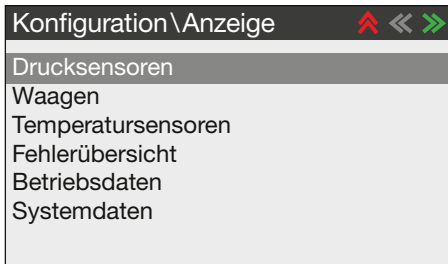 Konfiguration\Anzeige
Drucksensoren
Waagen
Temperatursensoren
Fehlerübersicht
Betriebsdaten
Systemdaten